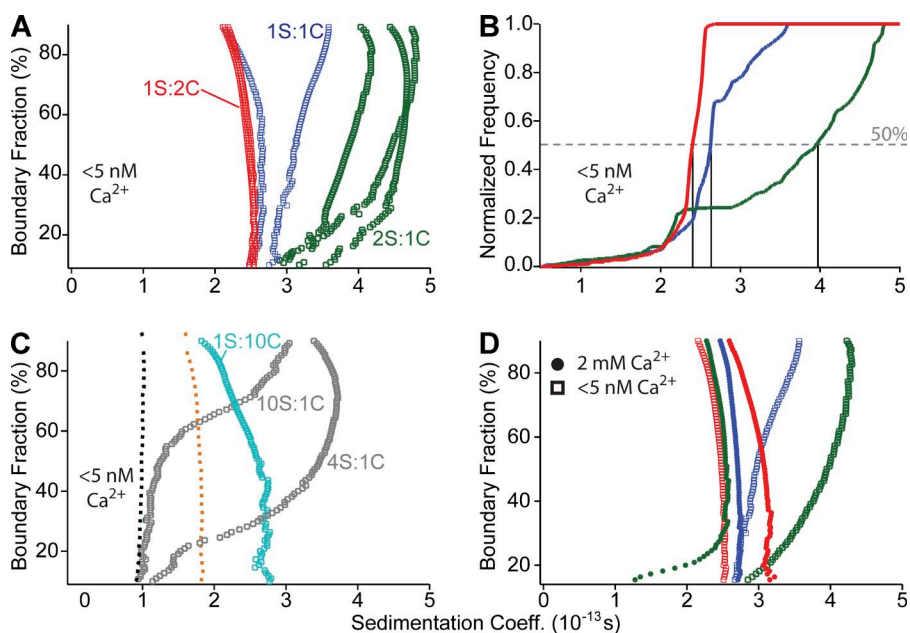 A
Boundary Fraction (%)
80
60
40
20
1S:2C
1S:1C
2S:1C
<5 nM
Ca2+
0
1
2
3
4
5
B
Normalized Frequency
1.0
0.8
0.6
0.4
0.2
0.0
50%
<5 nM
Ca2+
1
2
3
4
5
C
Boundary Fraction (%)
80
60
40
20
1S:10C
10S:1C
4S:1C
<5 nM
Ca2+
0
1
2
3
4
5
D
Boundary Fraction (%)
80
60
40
20
2 mM Ca2+
<5 nM Ca2+
0
1
2
3
4
5
Sedimentation Coeff. (10-13s)